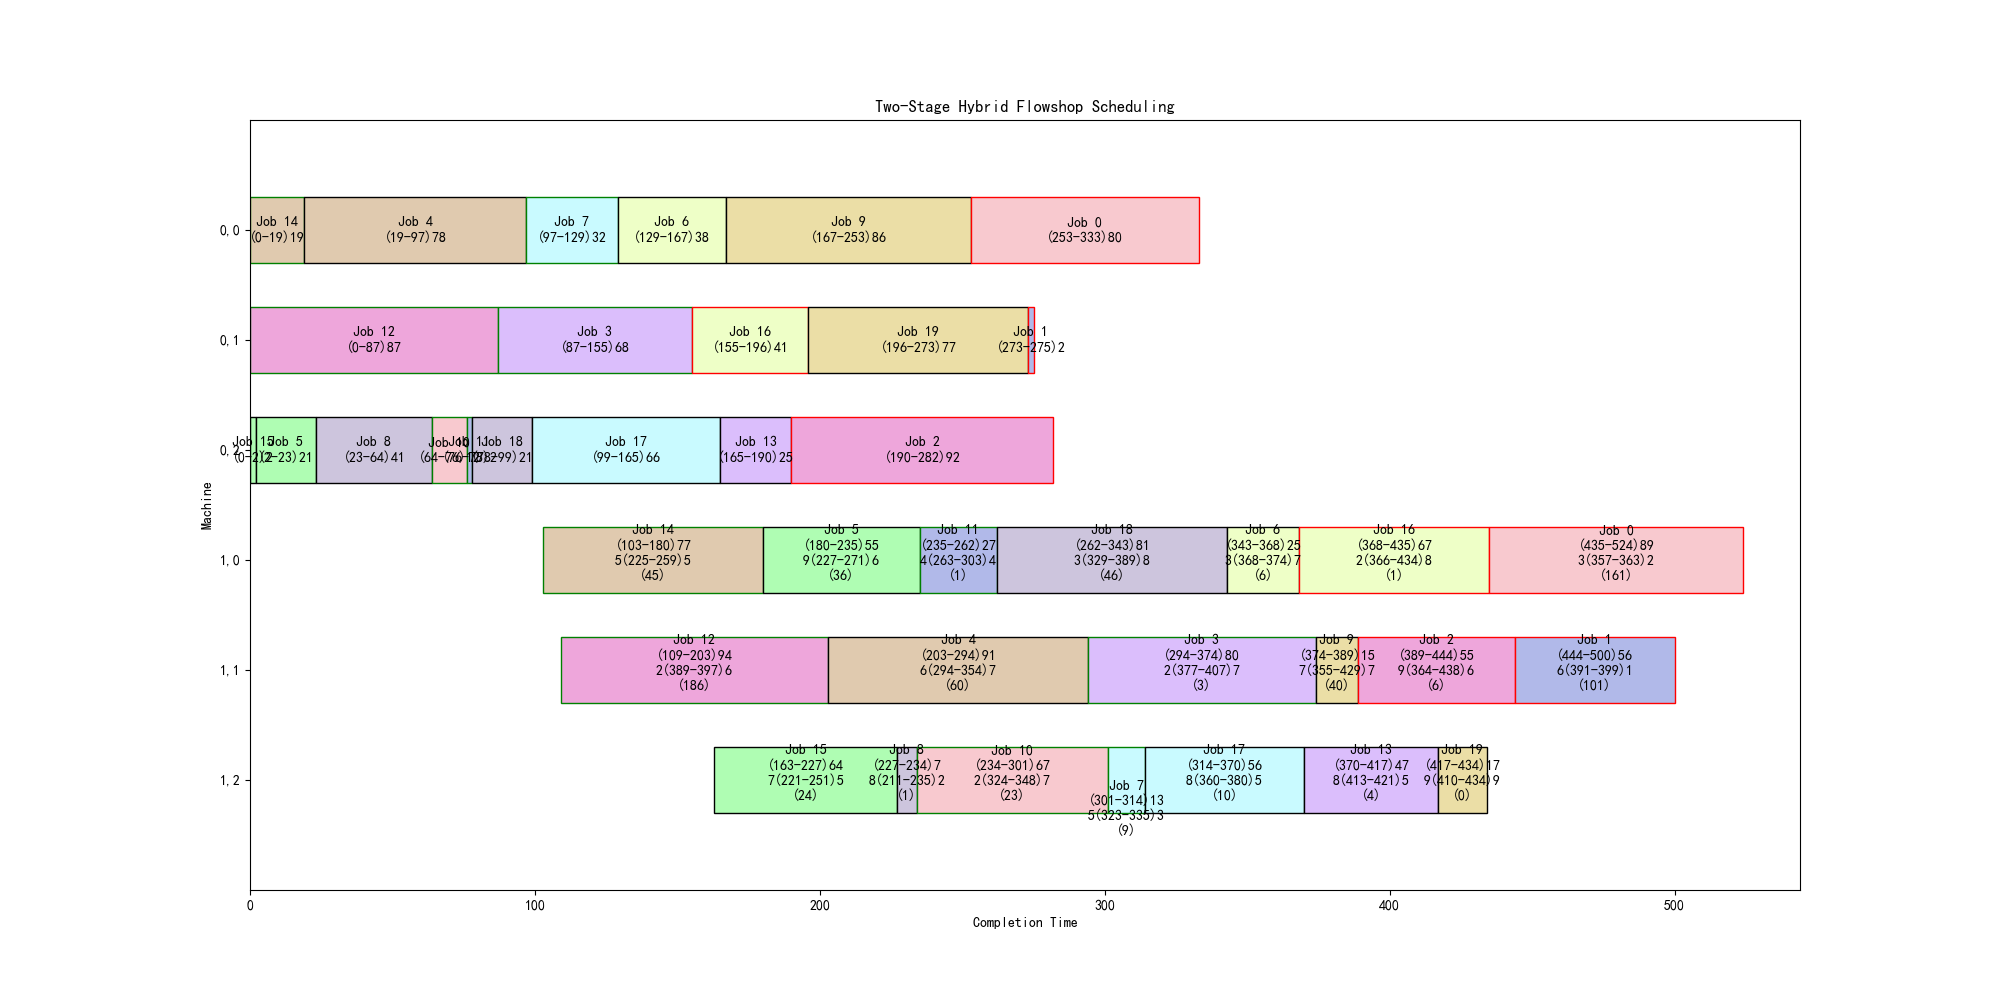 Two-Stage Hybrid Flowshop Scheduling
Machine
0,0
Job 14
(0-19)19
Job 4
(19-97)78
Job 7
(97-129)32
Job 6
(129-167)38
Job 9
(167-253)86
Job 0
(253-333)80
0,1
Job 12
(0-87)87
Job 3
(87-155)68
Job 16
(155-196)41
Job 19
(196-273)77
Job 1
(273-275)2
0,2
Job 15
(0-2)2
Job 5
(2-23)21
Job 8
(23-64)41
Job 10
(64-76)12
Job 11
(76-78)2
Job 18
(78-99)21
Job 17
(99-165)66
Job 13
(165-190)25
Job 2
(190-282)92
1,0
Job 14
(103-180)77
5(225-259)5
(45)
Job 5
(180-235)55
9(227-271)6
(36)
Job 11
(235-262)27
4(263-303)4
(1)
Job 18
(262-343)81
3(329-389)8
(46)
Job 6
(343-368)25
3(368-374)7
(6)
Job 16
(368-435)67
2(366-434)8
(1)
Job 0
(435-524)89
3(357-363)2
(161)
1,1
Job 12
(109-203)94
2(389-397)6
(186)
Job 4
(203-294)91
6(294-354)7
(60)
Job 3
(294-374)80
2(377-407)7
(3)
Job 9
(374-389)15
7(355-429)7
(40)
Job 2
(389-444)55
9(364-438)6
(6)
Job 1
(444-500)56
6(391-399)1
(101)
1,2
Job 15
(163-227)64
7(221-251)5
(24)
Job 8
(227-234)7
8(211-235)2
(1)
Job 10
(234-301)67
2(324-348)7
(23)
Job 7
(301-314)13
5(323-335)3
(9)
Job 17
(314-370)56
8(360-380)5
(10)
Job 13
(370-417)47
8(413-421)5
(4)
Job 19
(417-434)17
9(410-434)9
(0)
0
100
200
300
400
500
Completion Time